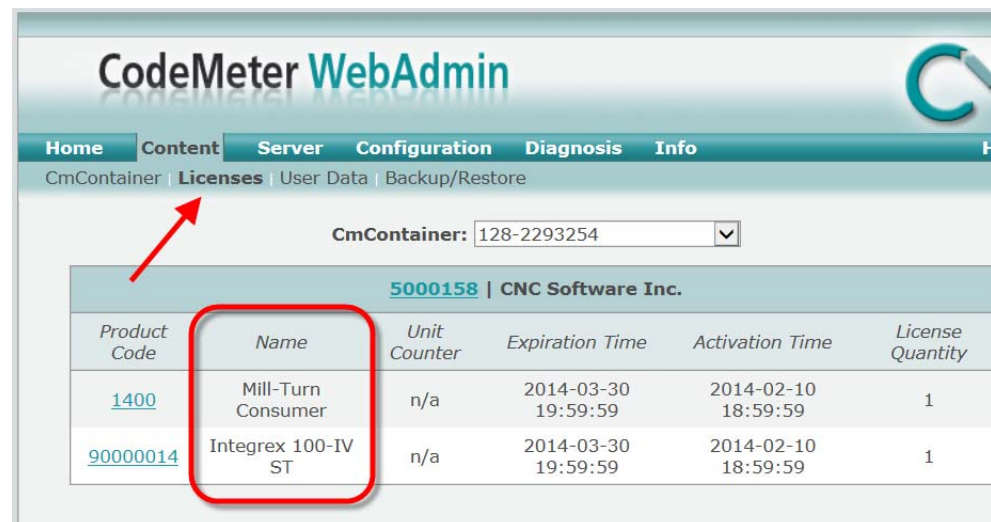 CodeMeter WebAdmin
Home Content Server Configuration Diagnosis Info H
CmContainer | Licenses | User Data | Backup/Restore
CmContainer: 128-2293254
5000158 | CNC Software Inc.
Product Code Name Unit Counter Expiration Time Activation Time License Quantity
1400 Mill-Turn Consumer n/a 2014-03-30 19:59:59 2014-02-10 18:59:59 1
90000014 Integrex 100-IV ST n/a 2014-03-30 19:59:59 2014-02-10 18:59:59 1